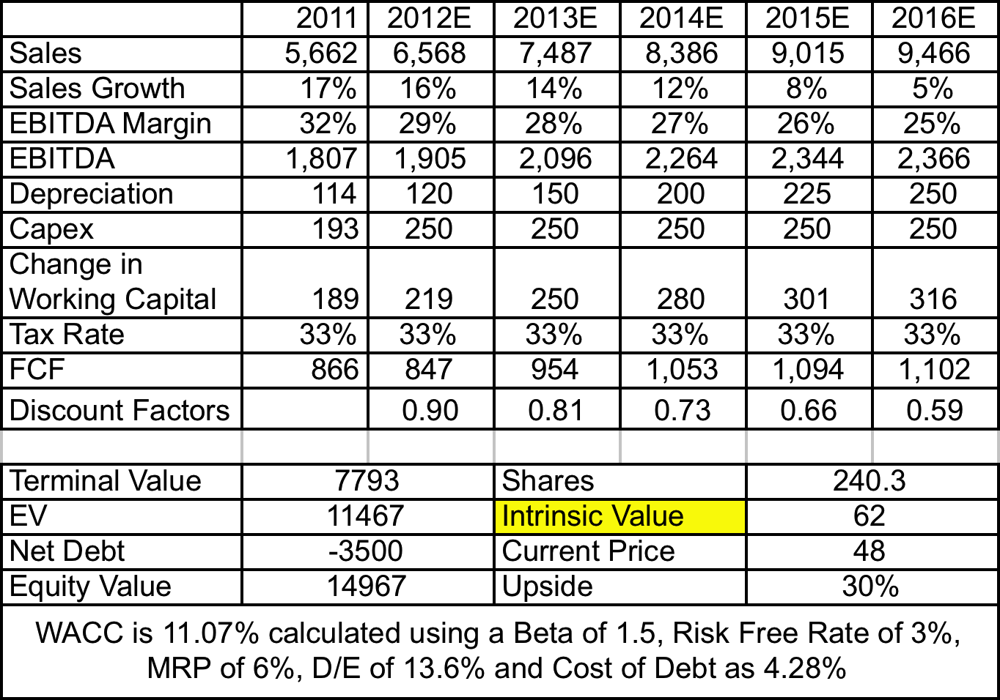 2011 2012E 2013E 2014E 2015E 2016E
Sales 5,662 6,568 7,487 8,386 9,015 9,466
Sales Growth 17% 16% 14% 12% 8% 5%
EBITDA Margin 32% 29% 28% 27% 26% 25%
EBITDA 1,807 1,905 2,096 2,264 2,344 2,366
Depreciation 114 120 150 200 225 250
Capex 193 250 250 250 250 250
Change in
Working Capital 189 219 250 280 301 316
Tax Rate 33% 33% 33% 33% 33% 33%
FCF 866 847 954 1,053 1,094 1,102
Discount Factors 0.90 0.81 0.73 0.66 0.59
Terminal Value 7793 Shares 240.3
EV 11467 Intrinsic Value 62
Net Debt -3500 Current Price 48
Equity Value 14967 Upside 30%
WACC is 11.07% calculated using a Beta of 1.5, Risk Free Rate of 3%,
MRP of 6%, D/E of 13.6% and Cost of Debt as 4.28%